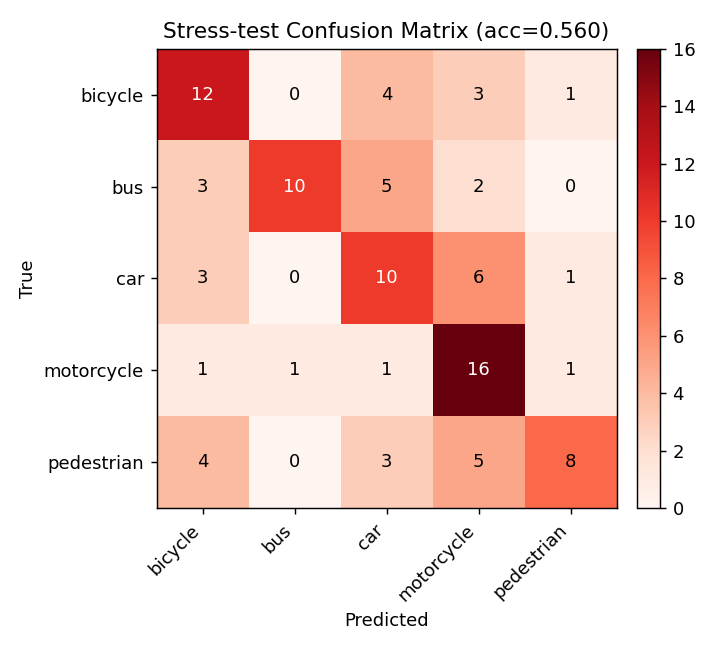 Stress-test Confusion Matrix (acc=0.560)
True
bicycle 12 0 4 3 1
bus 3 10 5 2 0
car 3 0 10 6 1
motorcycle 1 1 1 16 1
pedestrian 4 0 3 5 8
bicycle bus car motorcycle pedestrian
Predicted
16
14
12
10
8
6
4
2
0